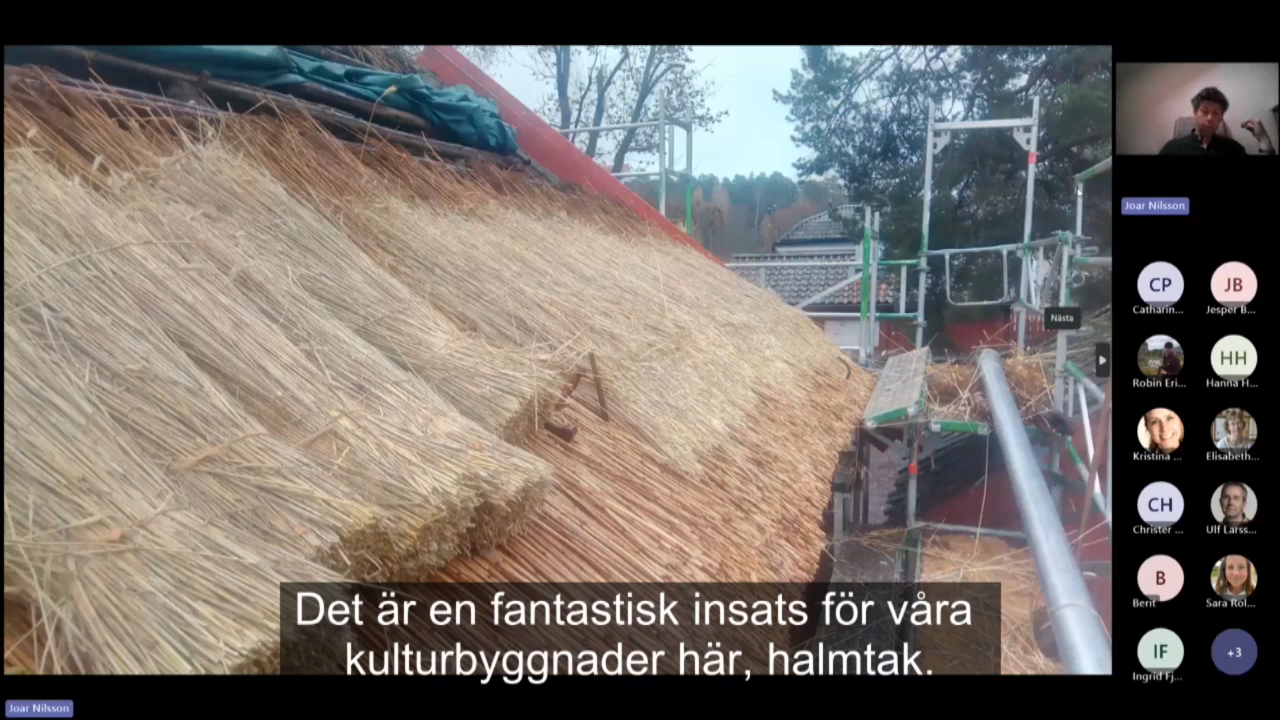 Joar Nilsson
CP
JB
Catharin...
Jesper B...
Nästa
HH
Robin Eri...
Hanna H...
Kristina ...
Elisabeth...
CH
Christer ...
Ulf Larss...
B
Berit
Sara Rol...
IF
+3
Ingrid Fj...
Det är en fantastisk insats för våra
kulturbyggnader här, halmtak.
Joar Nilsson